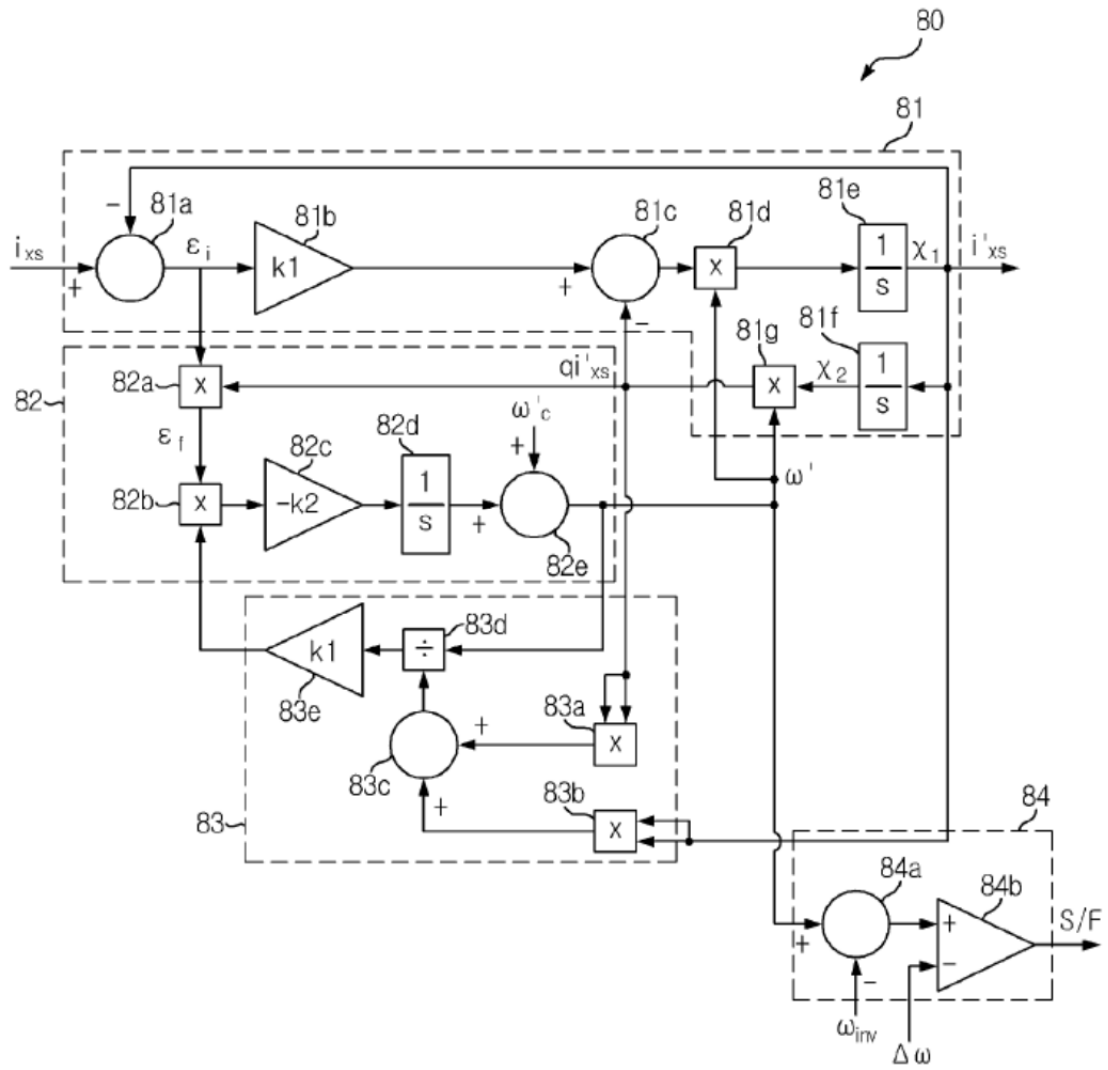 80
81
81a
81b
81c
81d
81e
- 
i_xs
+
ε_i
k1
+
-
x
1/s
χ_1
i'_xs
81f
81g
82
82a
x
qi'_xs
x
χ_2
1/s
ε_f
82c
82d
ω'_c
+
ω'
82b
x
-k2
1/s
+
82e
83d
k1
÷
83e
83a
+
x
83c
83b
+
x
83
84
84a
84b
+
+
-
S/F
-
ω_inv
Δω